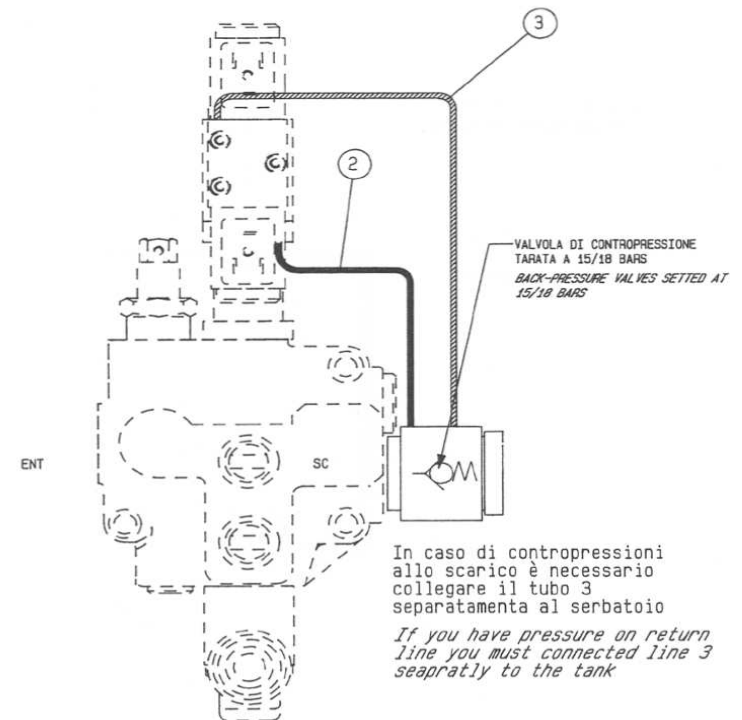 3
2
VALVOLA DI CONTROPRESSIONE
TARATA A 15/18 BARS
BACK-PRESSURE VALVES SETTED AT
15/18 BARS
ENT
SC
In caso di contropressioni
allo scarico è necessario
collegare il tubo 3
separatamenta al serbatoio
If you have pressure on return
line you must connected line 3
seapratly to the tank